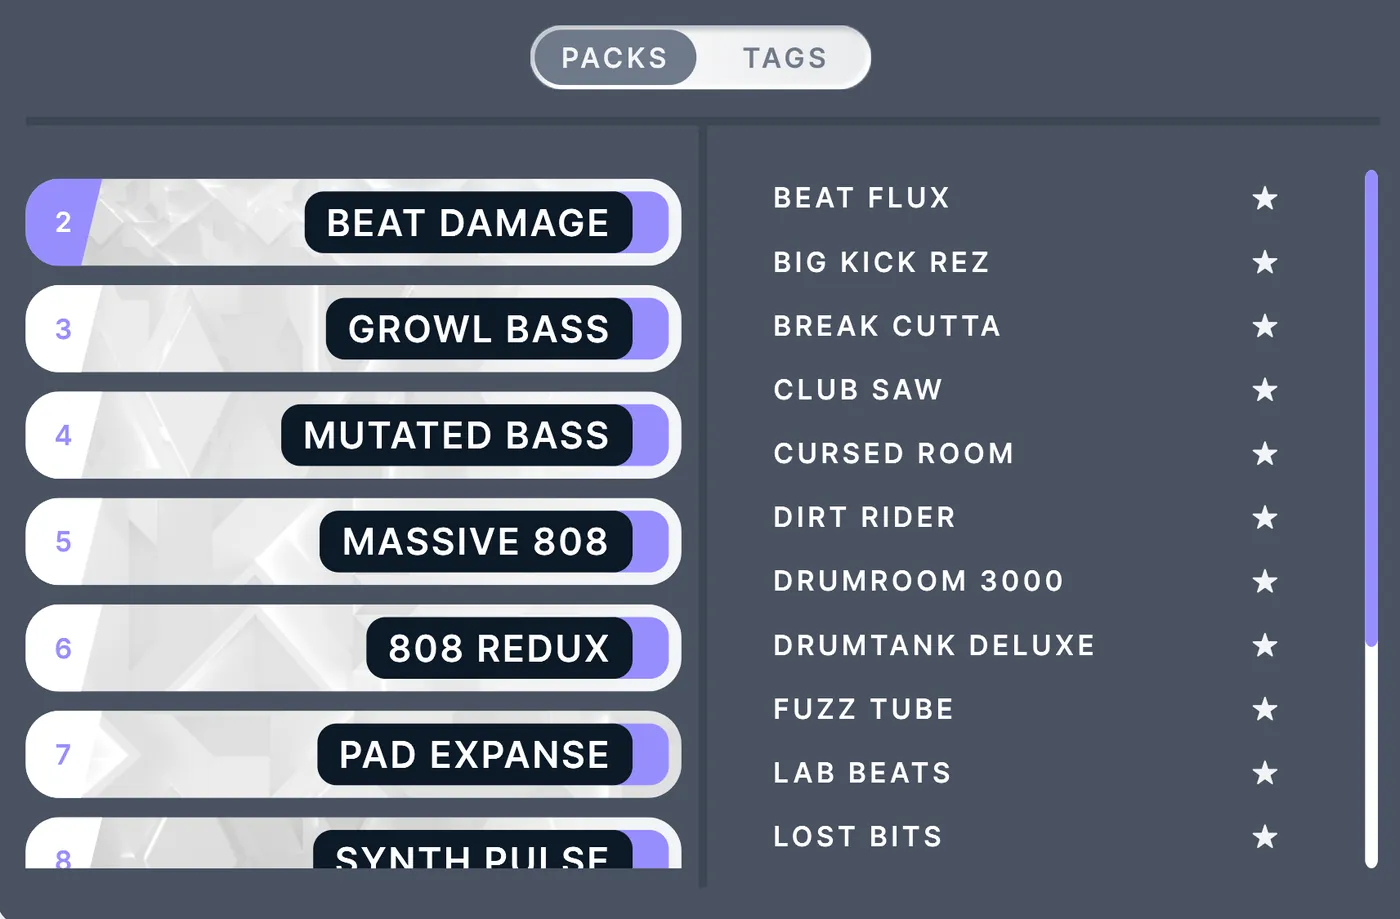 PACKS TAGS
2 BEAT DAMAGE
3 GROWL BASS
4 MUTATED BASS
5 MASSIVE 808
6 808 REDUX
7 PAD EXPANSE
8 SYNTH PULSE
BEAT FLUX
BIG KICK REZ
BREAK CUTTA
CLUB SAW
CURSED ROOM
DIRT RIDER
DRUMROOM 3000
DRUMTANK DELUXE
FUZZ TUBE
LAB BEATS
LOST BITS